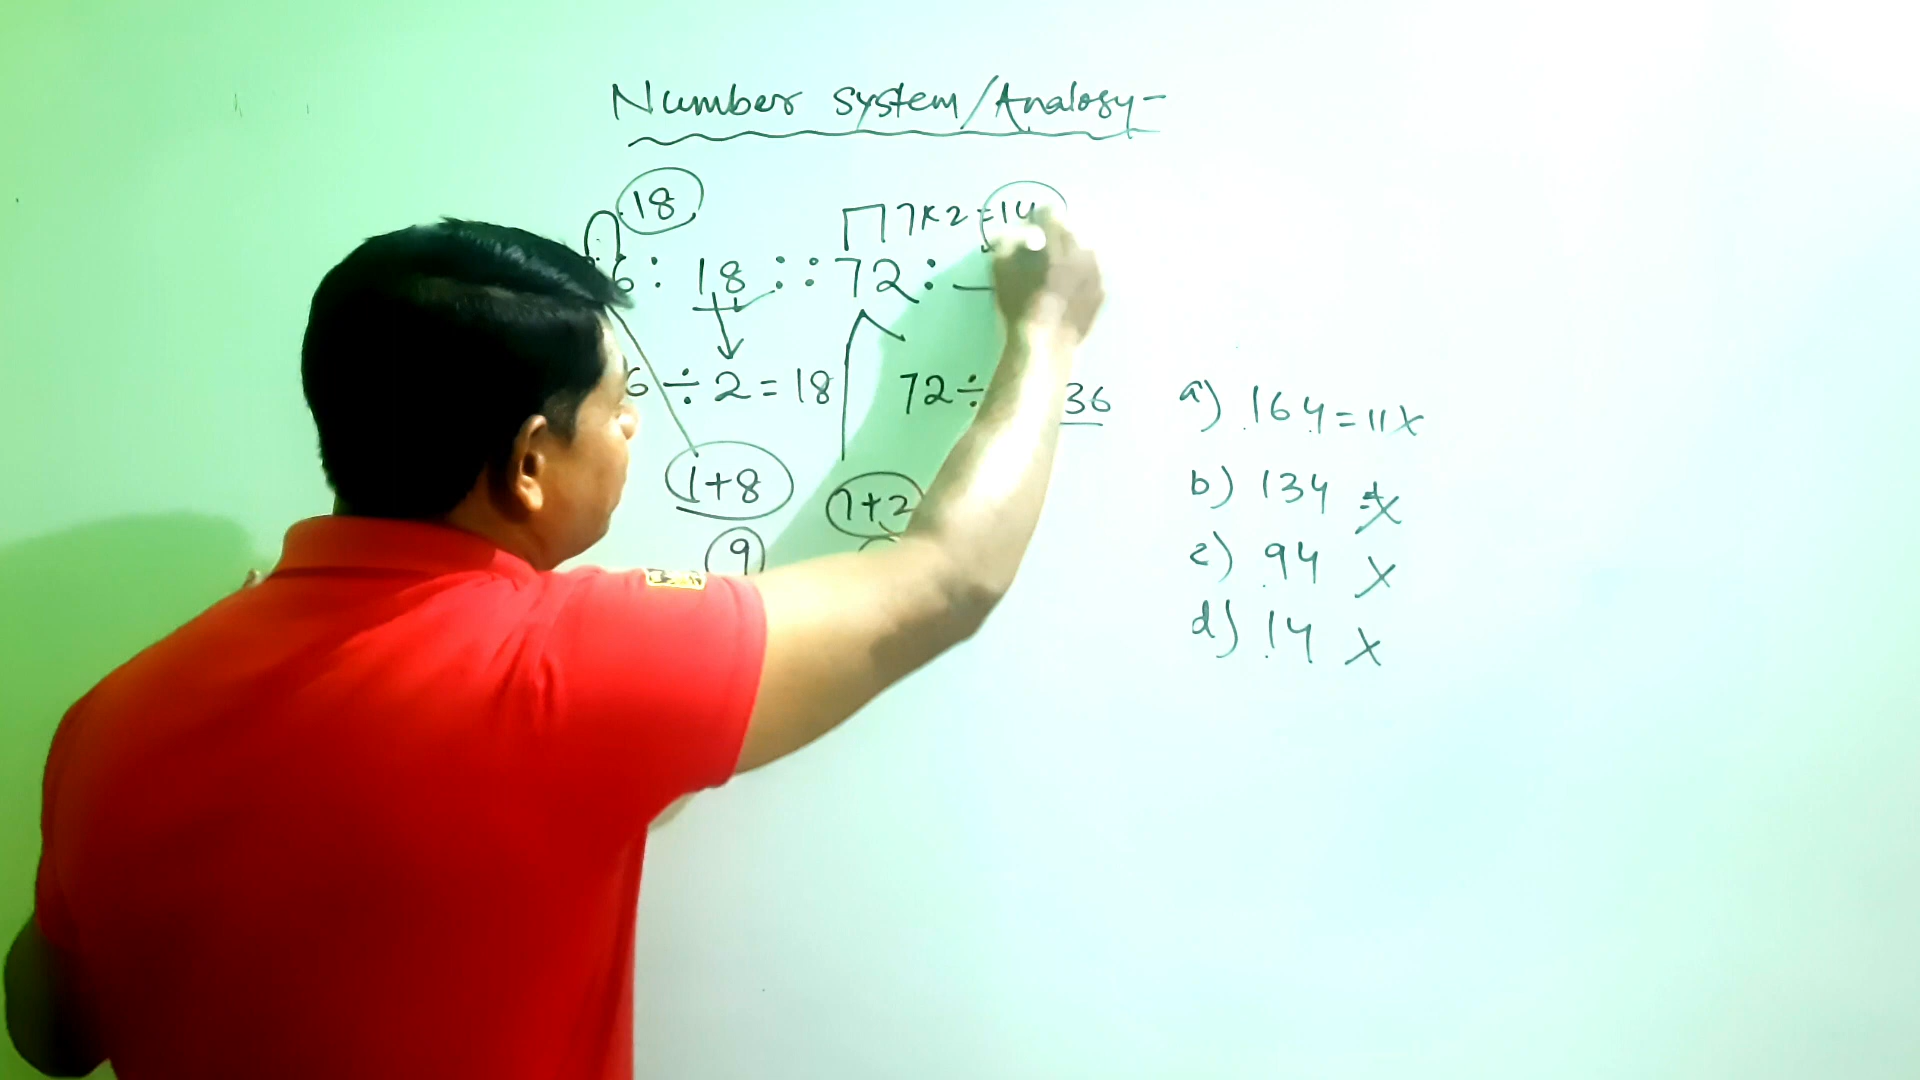 Number system/Analogy-
18
7×2=14
6: 18 :: 72:
6 ÷ 2 = 18
72 ÷ 36
1+8
7+2
9
a) 164 = 11 X
b) 134 X
c) 94 X
d) 14 X